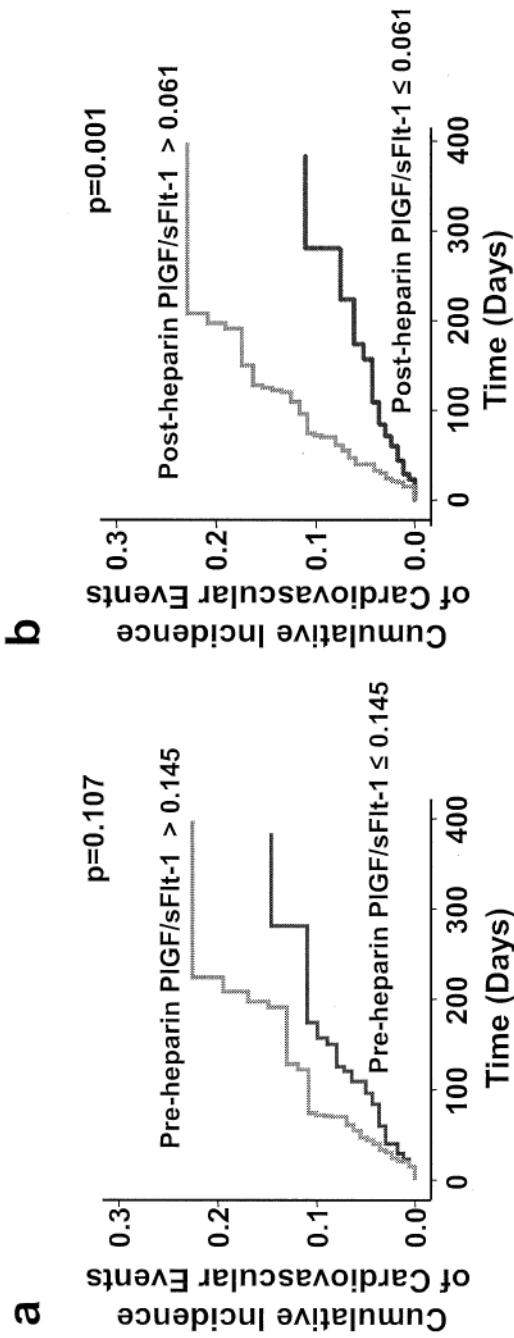 a
p=0.107
Pre-heparin PlGF/sFlt-1 > 0.145
Pre-heparin PlGF/sFlt-1 ≤ 0.145
0.3
0.2
0.1
0.0
0
100
200
300
400
Time (Days)
Cumulative Incidence
of Cardiovascular Events
b
p=0.001
Post-heparin PlGF/sFlt-1 > 0.061
Post-heparin PlGF/sFlt-1 ≤ 0.061
0.3
0.2
0.1
0.0
0
100
200
300
400
Time (Days)
Cumulative Incidence
of Cardiovascular Events